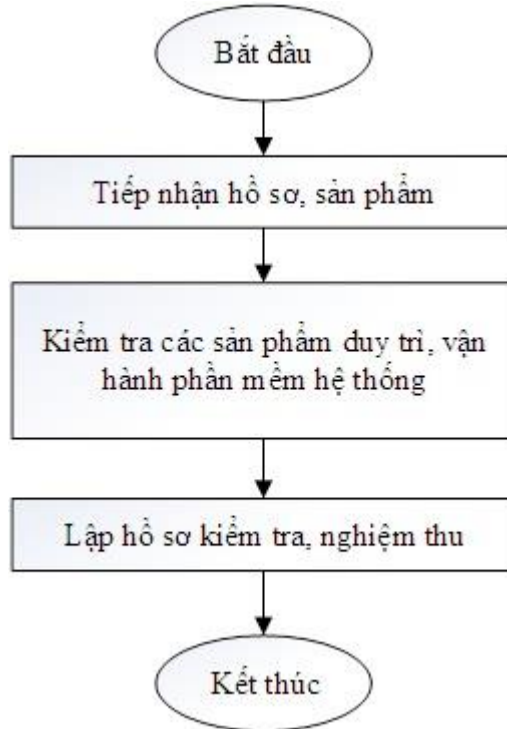 Bắt đầu
Tiếp nhận hồ sơ, sản phẩm
Kiểm tra các sản phẩm duy trì, vận
hành phần mềm hệ thống
Lập hồ sơ kiểm tra, nghiệm thu
Kết thúc